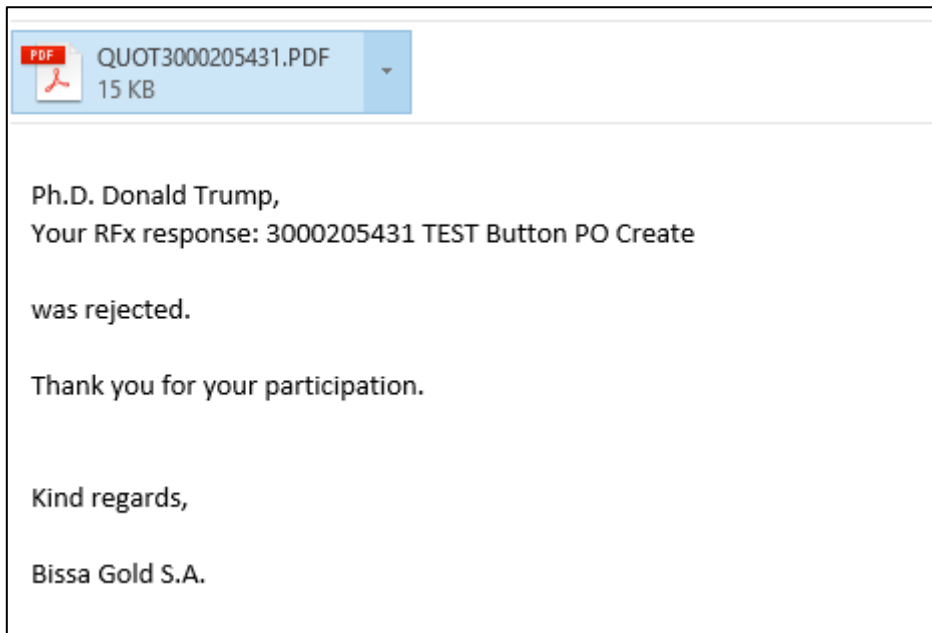 PDF
QUOT3000205431.PDF
15 KB
Ph.D. Donald Trump,
Your RFx response: 3000205431 TEST Button PO Create
was rejected.
Thank you for your participation.
Kind regards,
Bissa Gold S.A.